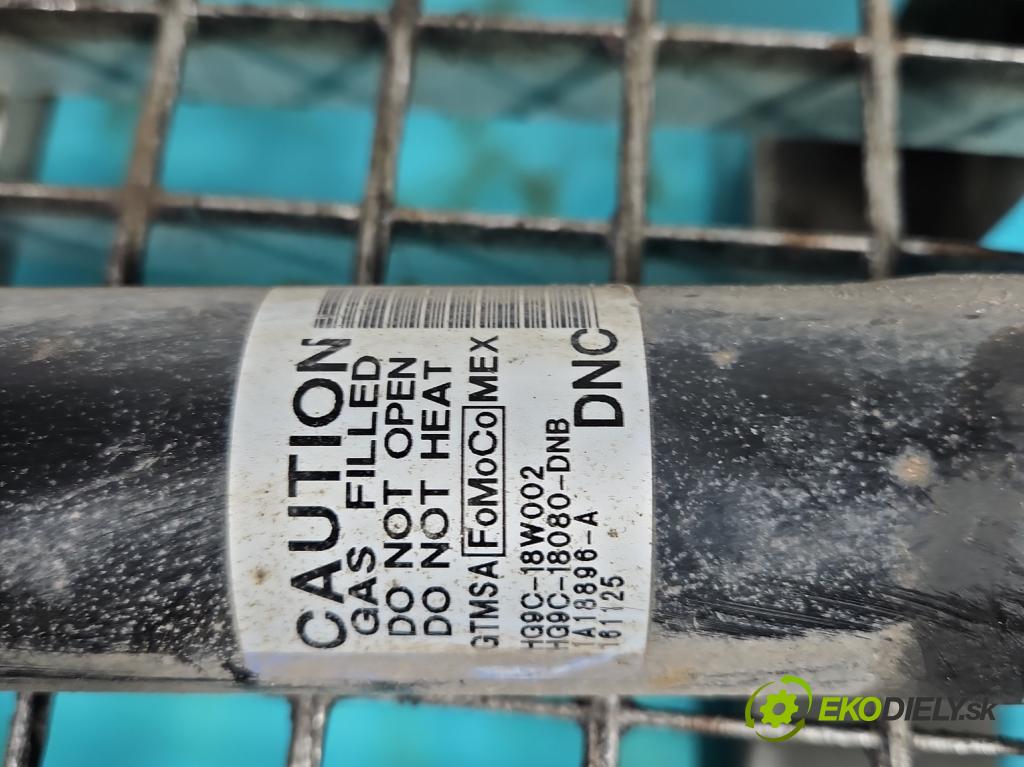 CAUTION
GAS FILLED
DO NOT OPEN
DO NOT HEAT
GTMSA FoMoCo MEX
HG9C-18W002
HG9C-18080-DNB
1A18896-A
161125
DNC
EKODIELY.sk